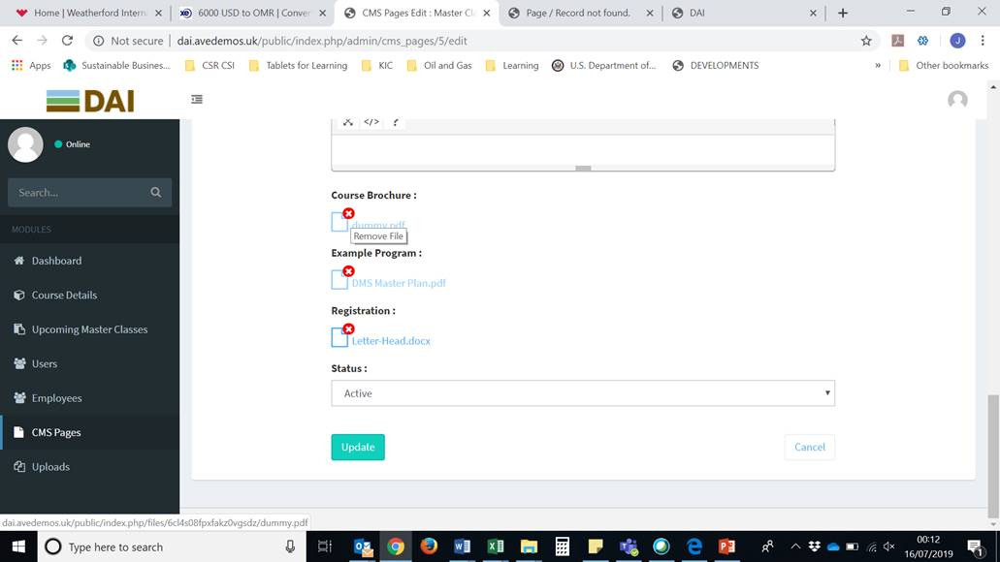 Home | Weatherford Intern
6000 USD to OMR | Conver
CMS Pages Edit : Master Cl
Page / Record not found.
DAI
Not secure | dai.avedemos.uk/public/index.php/admin/cms_pages/5/edit
J
Apps
Sustainable Busines...
CSR CSI
Tablets for Learning
KIC
Oil and Gas
Learning
U.S. Department of...
DEVELOPMENTS
»
Other bookmarks
DAI
Online
</> ?
Search...
Course Brochure :
dummy.pdf
Remove File
MODULES
Example Program :
Dashboard
DMS Master Plan.pdf
Course Details
Registration :
Upcoming Master Classes
Letter-Head.docx
Users
Status :
Employees
Active
CMS Pages
Update
Cancel
Uploads
dai.avedemos.uk/public/index.php/files/6cl4s08fpxfakz0vgsdz/dummy.pdf
Type here to search
00:12
16/07/2019
1